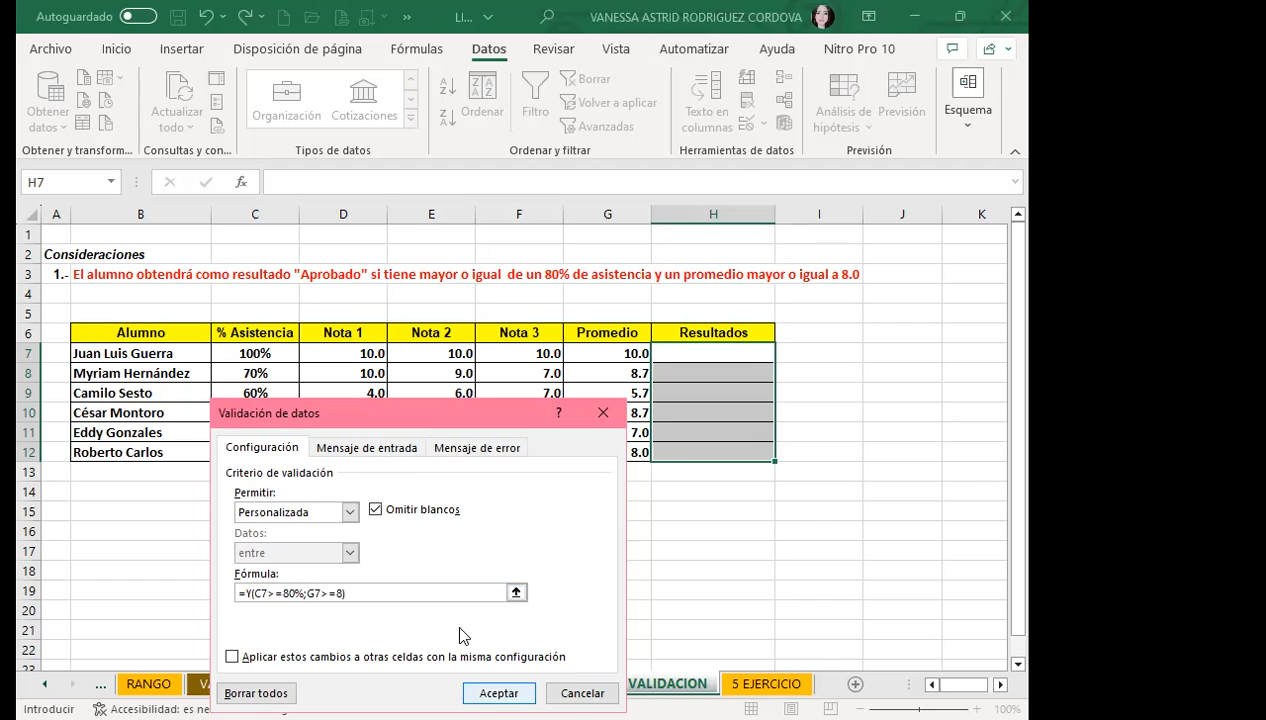 Autoguardado
LI...
VANESSA ASTRID RODRIGUEZ CORDOVA
Archivo Inicio Insertar Disposición de página Fórmulas Datos Revisar Vista Automatizar Ayuda Nitro Pro 10
Obtener datos
Actualizar todo
Organización Cotizaciones
Ordenar
Filtro
Borrar
Volver a aplicar
Avanzadas
Texto en columnas
Análisis de hipótesis
Previsión
Esquema
Obtener y transform... Consultas y con... Tipos de datos Ordenar y filtrar Herramientas de datos Previsión
H7 fx
A B C D E F G H I J K
1
2 Consideraciones
3 1.- El alumno obtendrá como resultado "Aprobado" si tiene mayor o igual de un 80% de asistencia y un promedio mayor o igual a 8.0
4
5
6 Alumno % Asistencia Nota 1 Nota 2 Nota 3 Promedio Resultados
7 Juan Luis Guerra 100% 10.0 10.0 10.0 10.0
8 Myriam Hernández 70% 10.0 9.0 7.0 8.7
9 Camilo Sesto 60% 4.0 6.0 7.0 5.7
10 César Montoro 8.7
11 Eddy Gonzales 7.0
12 Roberto Carlos 8.0
13
14
15
16
17
18
19
20
21
22
23
Validación de datos ?
Configuración Mensaje de entrada Mensaje de error
Criterio de validación
Permitir:
Personalizada Omitir blancos
Datos:
entre
Fórmula:
=Y(C7>=80%;G7>=8)
Aplicar estos cambios a otras celdas con la misma configuración
Borrar todos Aceptar Cancelar
... RANGO VALIDACION 5 EJERCICIO
Introducir Accesibilidad: es ne 100%